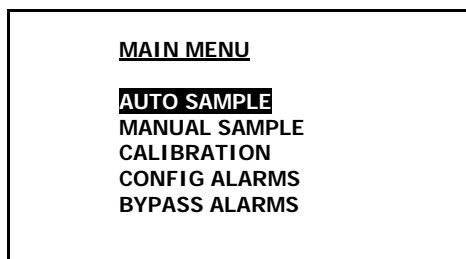 MAIN MENU
AUTO SAMPLE
MANUAL SAMPLE
CALIBRATION
CONFIG ALARMS
BYPASS ALARMS